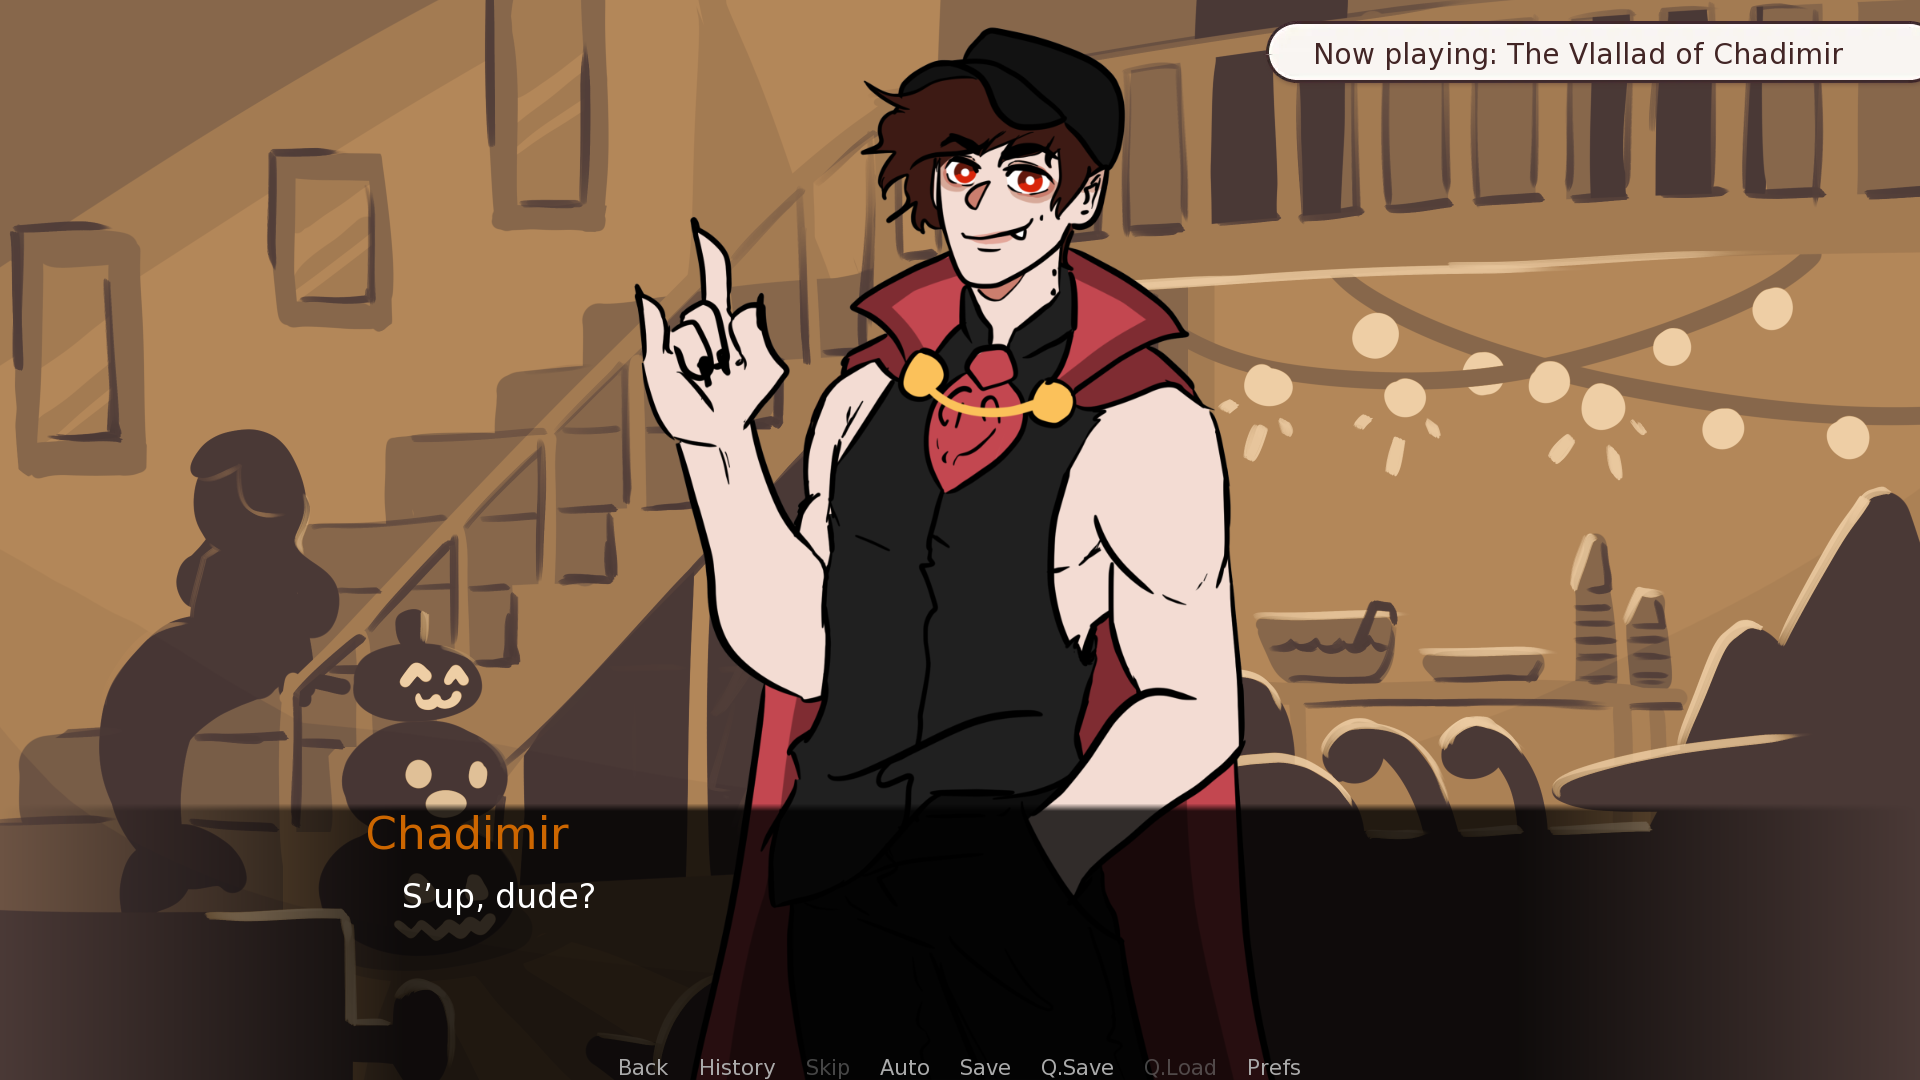 Now playing: The Vlallad of Chadimir
Chadimir
S’up, dude?
Back History Skip Auto Save Q.Save Q.Load Prefs